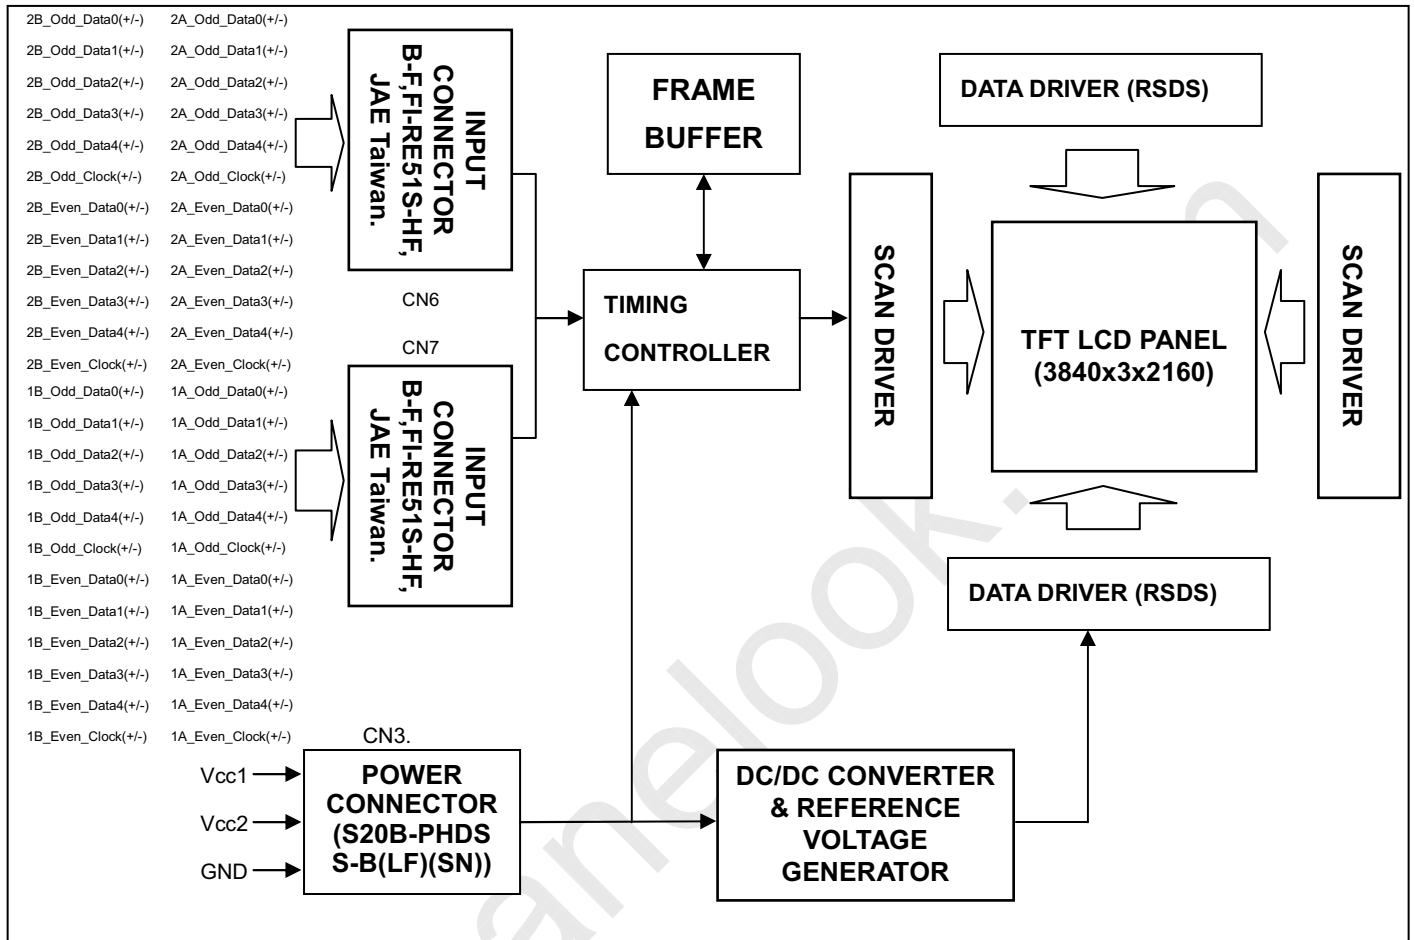 2B_Odd_Data0(+/-) 2A_Odd_Data0(+/-)
2B_Odd_Data1(+/-) 2A_Odd_Data1(+/-)
2B_Odd_Data2(+/-) 2A_Odd_Data2(+/-)
2B_Odd_Data3(+/-) 2A_Odd_Data3(+/-)
2B_Odd_Data4(+/-) 2A_Odd_Data4(+/-)
2B_Odd_Clock(+/-) 2A_Odd_Clock(+/-)
2B_Even_Data0(+/-) 2A_Even_Data0(+/-)
2B_Even_Data1(+/-) 2A_Even_Data1(+/-)
2B_Even_Data2(+/-) 2A_Even_Data2(+/-)
2B_Even_Data3(+/-) 2A_Even_Data3(+/-)
2B_Even_Data4(+/-) 2A_Even_Data4(+/-)
2B_Even_Clock(+/-) 2A_Even_Clock(+/-)
1B_Odd_Data0(+/-) 1A_Odd_Data0(+/-)
1B_Odd_Data1(+/-) 1A_Odd_Data1(+/-)
1B_Odd_Data2(+/-) 1A_Odd_Data2(+/-)
1B_Odd_Data3(+/-) 1A_Odd_Data3(+/-)
1B_Odd_Data4(+/-) 1A_Odd_Data4(+/-)
1B_Odd_Clock(+/-) 1A_Odd_Clock(+/-)
1B_Even_Data0(+/-) 1A_Even_Data0(+/-)
1B_Even_Data1(+/-) 1A_Even_Data1(+/-)
1B_Even_Data2(+/-) 1A_Even_Data2(+/-)
1B_Even_Data3(+/-) 1A_Even_Data3(+/-)
1B_Even_Data4(+/-) 1A_Even_Data4(+/-)
1B_Even_Clock(+/-) 1A_Even_Clock(+/-)
INPUT
CONNECTOR
B-F,FI-RE51S-HF,
JAE Taiwan.
CN6
CN7
INPUT
CONNECTOR
B-F,FI-RE51S-HF,
JAE Taiwan.
FRAME
BUFFER
TIMING
CONTROLLER
SCAN DRIVER
DATA DRIVER (RSDS)
TFT LCD PANEL
(3840x3x2160)
SCAN DRIVER
DATA DRIVER (RSDS)
CN3.
Vcc1
Vcc2
GND
POWER
CONNECTOR
(S20B-PHDS
S-B(LF)(SN))
DC/DC CONVERTER
& REFERENCE
VOLTAGE
GENERATOR